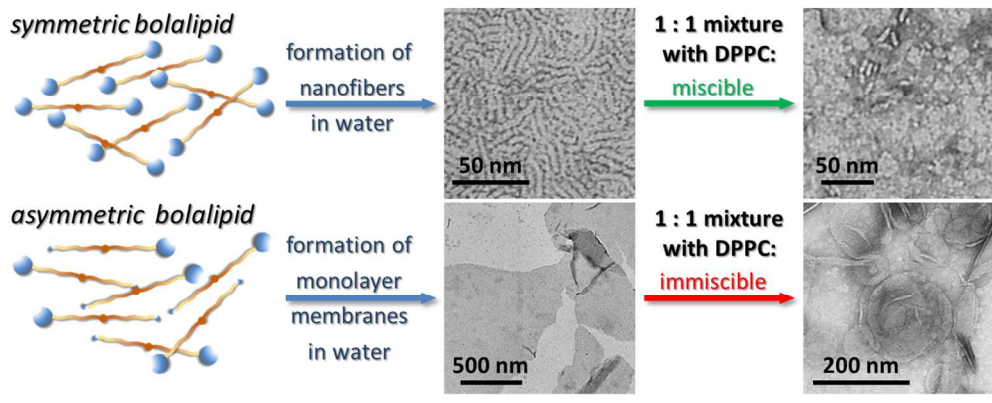 symmetric bolalipid
formation of
nanofibers
in water
50 nm
1 : 1 mixture
with DPPC:
miscible
50 nm
asymmetric bolalipid
formation of
monolayer
membranes
in water
500 nm
1 : 1 mixture
with DPPC:
immiscible
200 nm